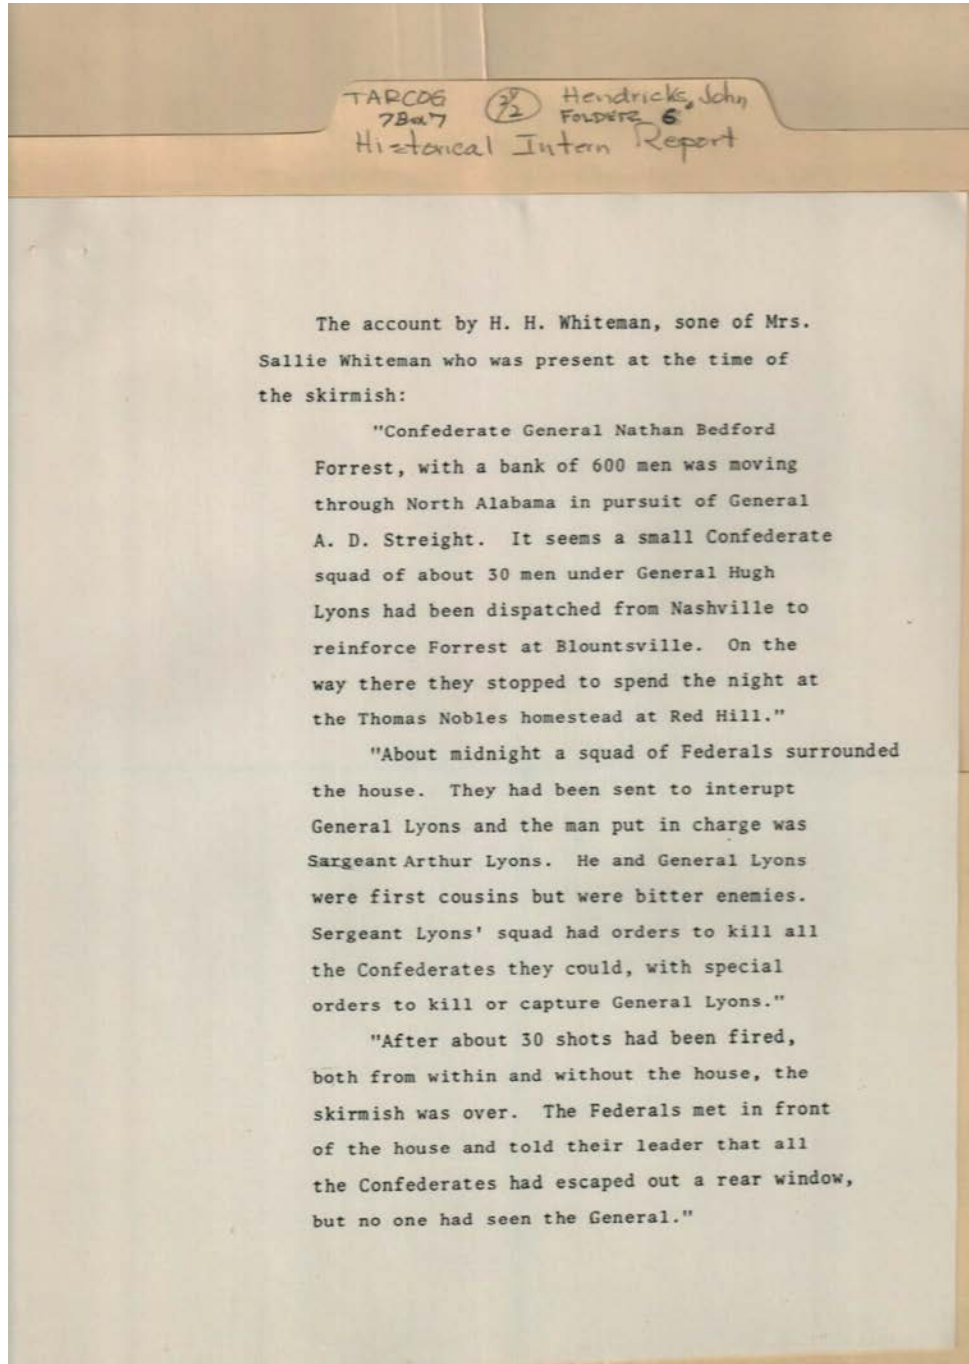 TARCOG
7B a7
Hendricks, John
FOLDER 6
Historical Intern Report
The account by H. H. Whiteman, sone of Mrs.
Sallie Whiteman who was present at the time of
the skirmish:
"Confederate General Nathan Bedford
Forrest, with a bank of 600 men was moving
through North Alabama in pursuit of General
A. D. Streight. It seems a small Confederate
squad of about 30 men under General Hugh
Lyons had been dispatched from Nashville to
reinforce Forrest at Blountsville. On the
way there they stopped to spend the night at
the Thomas Nobles homestead at Red Hill."
"About midnight a squad of Federals surrounded
the house. They had been sent to interupt
General Lyons and the man put in charge was
Sargeant Arthur Lyons. He and General Lyons
were first cousins but were bitter enemies.
Sergeant Lyons' squad had orders to kill all
the Confederates they could, with special
orders to kill or capture General Lyons."
"After about 30 shots had been fired,
both from within and without the house, the
skirmish was over. The Federals met in front
of the house and told their leader that all
the Confederates had escaped out a rear window,
but no one had seen the General."